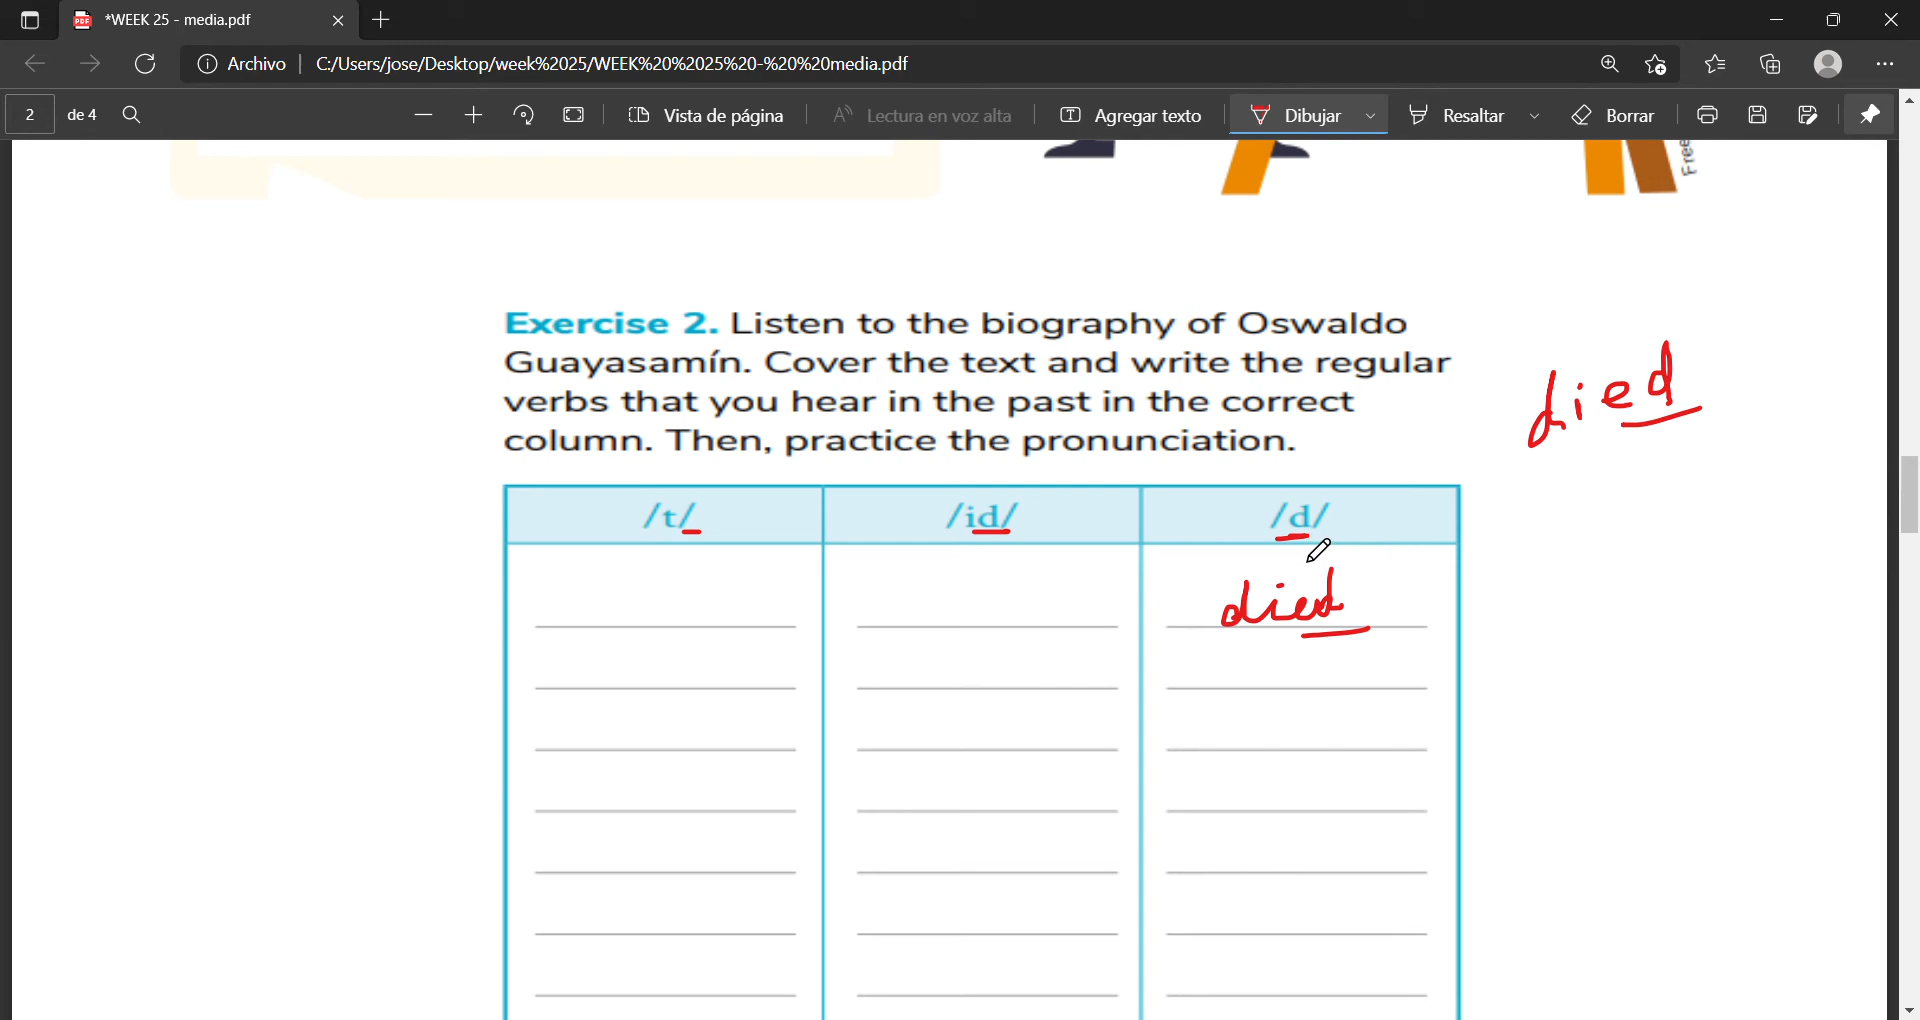 *WEEK 25 - media.pdf
Archivo C:/Users/jose/Desktop/week%2025/WEEK%20%2025%20-%20%20media.pdf
2 de 4 Vista de página Lectura en voz alta Agregar texto Dibujar Resaltar Borrar
Free
Exercise 2. Listen to the biography of Oswaldo
Guayasamín. Cover the text and write the regular
verbs that you hear in the past in the correct
column. Then, practice the pronunciation.
died
/t/ /id/ /d/
died